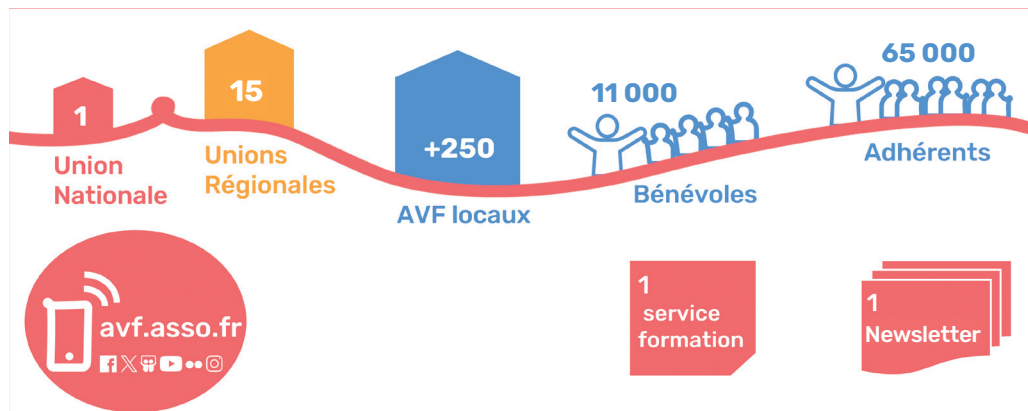 1
Union
Nationale
15
Unions
Régionales
+250
AVF locaux
11 000
Bénévoles
65 000
Adhérents
avf.asso.fr
1
service
formation
1
Newsletter